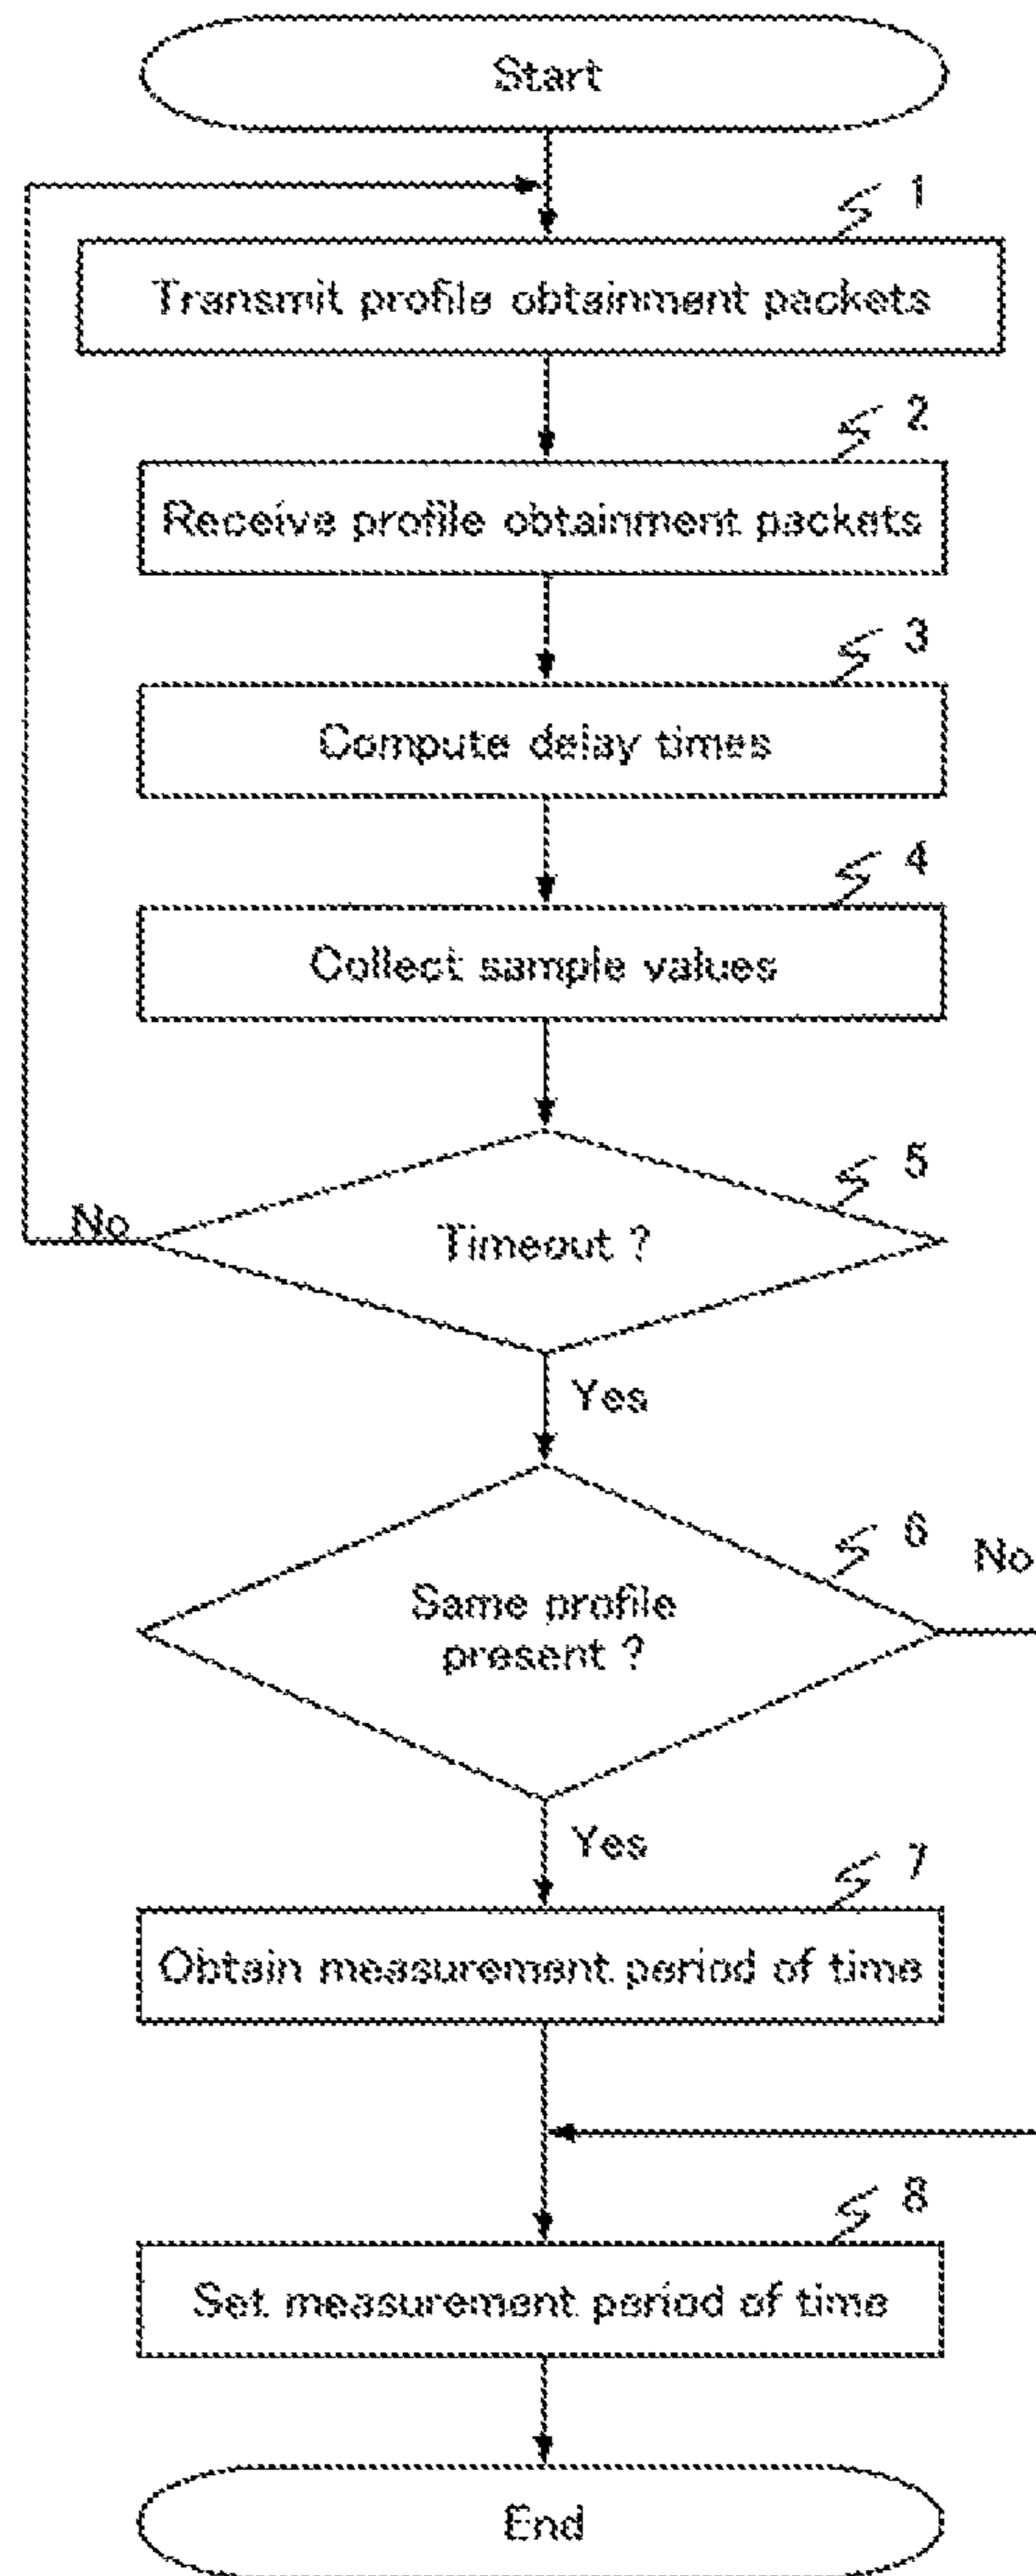 Start
1
Transmit profile obtainment packets
2
Receive profile obtainment packets
3
Compute delay times
4
Collect sample values
5
No
Timeout ?
Yes
6
No
Same profile
present ?
Yes
7
Obtain measurement period of time
8
Set measurement period of time
End